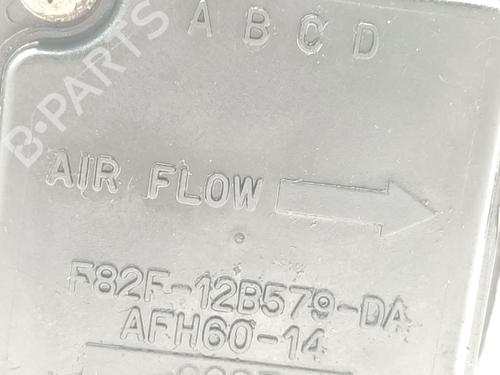 A B C D
AIR FLOW
F82F-12B579-DA
AFH60-14
B-PARTS